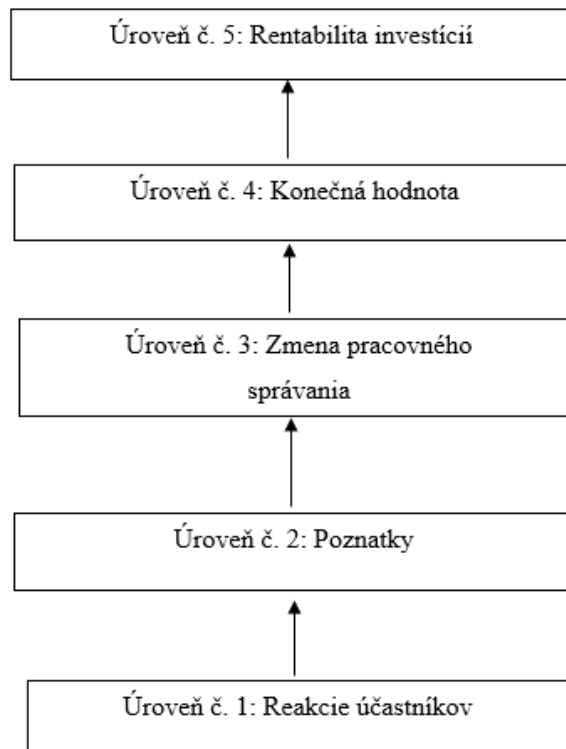 Úroveň č. 5: Rentabilita investícií
Úroveň č. 4: Konečná hodnota
Úroveň č. 3: Zmena pracovného
správania
Úroveň č. 2: Poznatky
Úroveň č. 1: Reakcie účastníkov